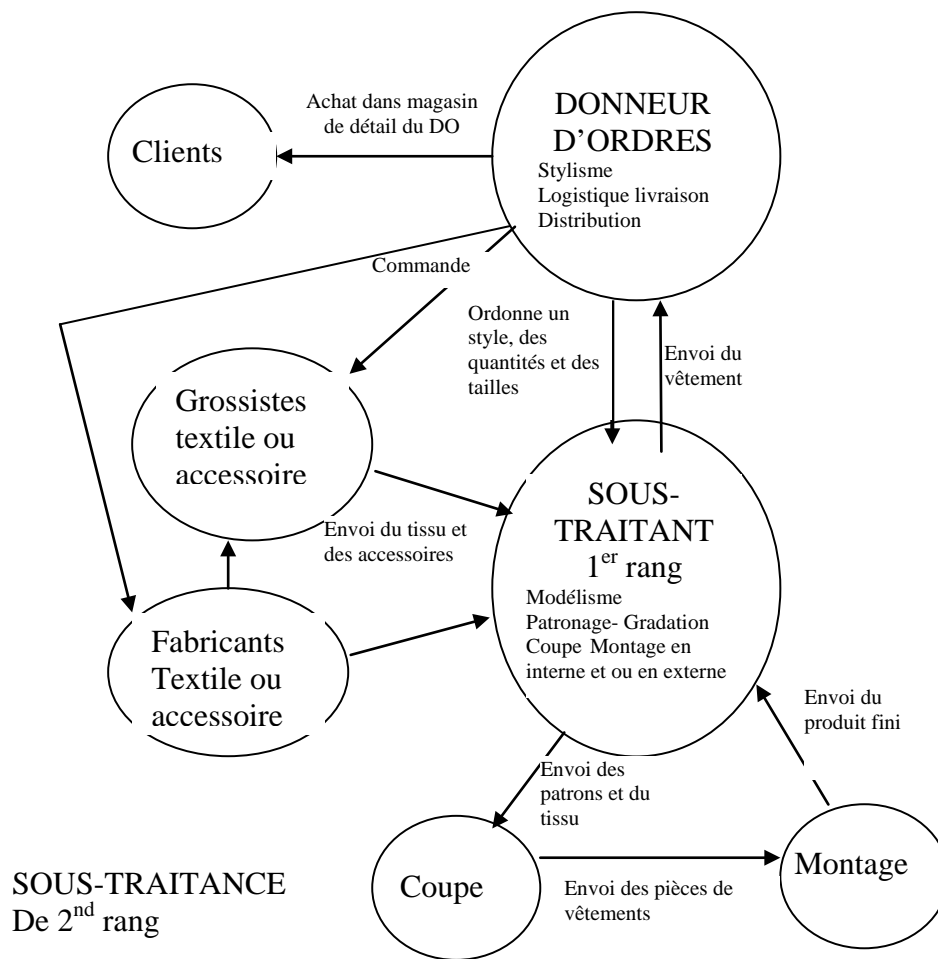 Achat dans magasin
de détail du DO
Clients
DONNEUR
D’ORDRES
Stylisme
Logistique livraison
Distribution
Commande
Ordonne un
style, des
quantités et des
tailles
Envoi du
vêtement
Grossistes
textile ou
accessoire
Envoi du tissu et
des accessoires
SOUS-
TRAITANT
1er rang
Modélisme
Patronage- Gradation
Coupe Montage en
interne et ou en externe
Fabricants
Textile ou
accessoire
Envoi du
produit fini
Envoi des
patrons et du
tissu
Coupe
Montage
Envoi des pièces de
vêtements
SOUS-TRAITANCE
De 2nd rang